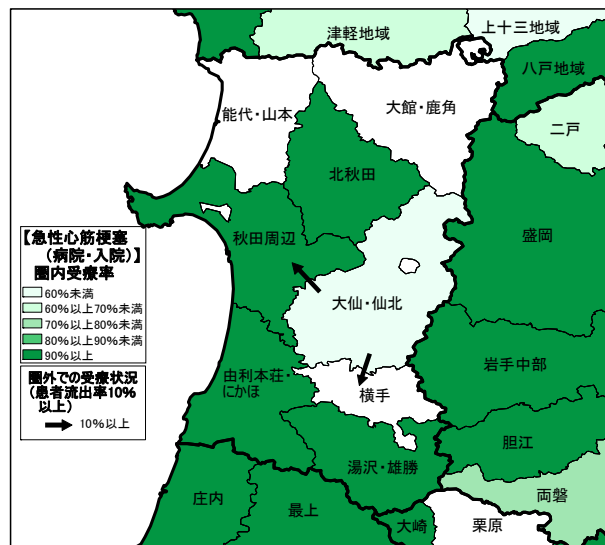 津軽地域
上十三地域
八戸地域
能代・山本
大館・鹿角
二戸
北秋田
盛岡
秋田周辺
【急性心筋梗塞
（病院・入院）】
圏内受療率
60％未満
60％以上70％未満
70％以上80％未満
80％以上90％未満
90％以上
大仙・仙北
圏外での受療状況
（患者流出率10％
以上）
10％以上
由利本荘・
にかほ
横手
岩手中部
湯沢・雄勝
胆江
両磐
庄内
最上
大崎
栗原